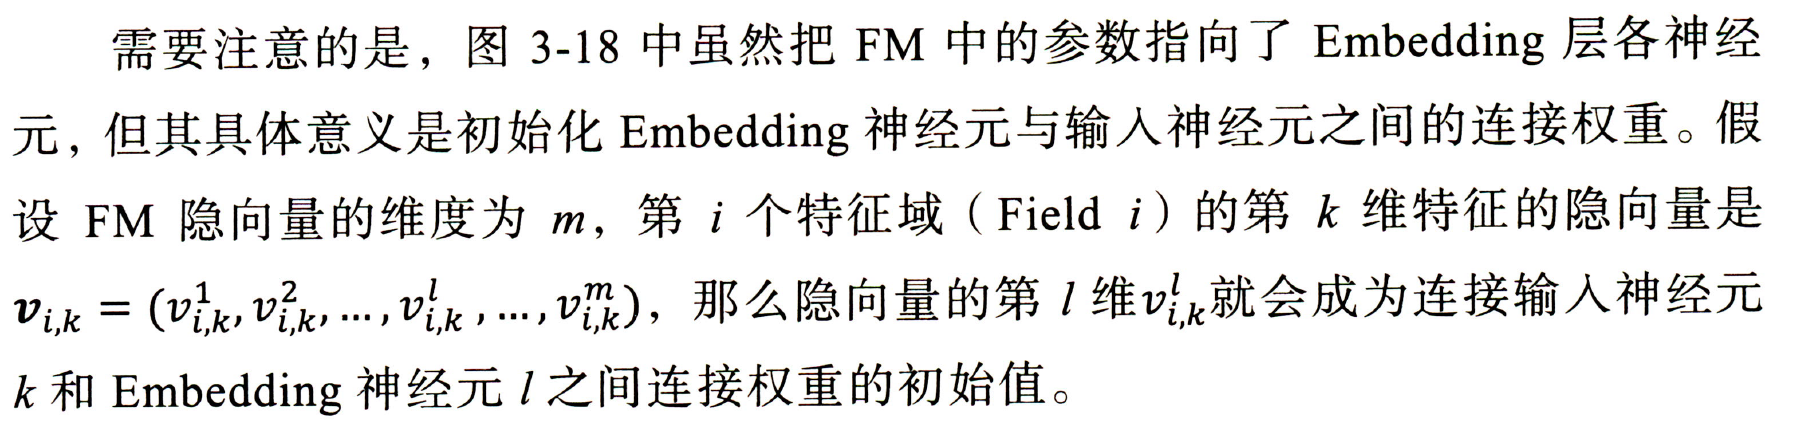 需要注意的是，图 3-18 中虽然把 FM 中的参数指向了 Embedding 层各神经
元，但其具体意义是初始化 Embedding 神经元与输入神经元之间的连接权重。假
设 FM 隐向量的维度为 m，第 i 个特征域（Field i）的第 k 维特征的隐向量是
$\boldsymbol{v}_{i,k} = (v_{i,k}^{1}, v_{i,k}^{2}, \ldots, v_{i,k}^{l}, \ldots, v_{i,k}^{m})$，那么隐向量的第 l 维$v_{i,k}^{l}$就会成为连接输入神经元
k 和 Embedding 神经元 l 之间连接权重的初始值。